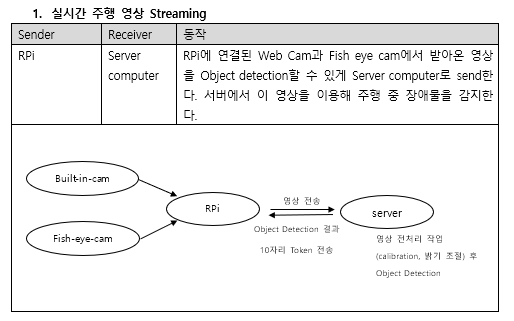 1. 실시간 주행 영상 Streaming
Sender Receiver 동작
RPi Server computer RPi에 연결된 Web Cam과 Fish eye cam에서 받아온 영상
을 Object detection할 수 있게 Server computer로 send한
다. 서버에서 이 영상을 이용해 주행 중 장애물을 감지한
다.
Built-in-cam
Fish-eye-cam
RPi
영상 전송
Object Detection 결과
10자리 Token 전송
server
영상 전처리 작업
(calibration, 밝기 조절) 후
Object Detection